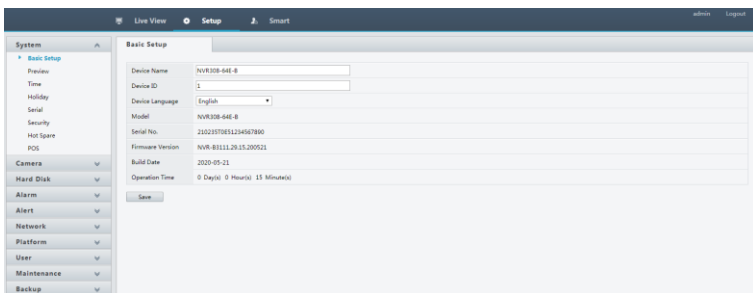 admin Logout
Live View Setup Smart
System
Basic Setup
Preview
Time
Holiday
Serial
Security
Hot Spare
POS
Camera
Hard Disk
Alarm
Alert
Network
Platform
User
Maintenance
Backup
Basic Setup
Device Name NVR308-64E-B
Device ID 1
Device Language English
Model NVR308-64E-B
Serial No. 210235T0E51234567890
Firmware Version NVR-B3111.29.15.200521
Build Date 2020-05-21
Operation Time 0 Day(s) 0 Hour(s) 15 Minute(s)
Save